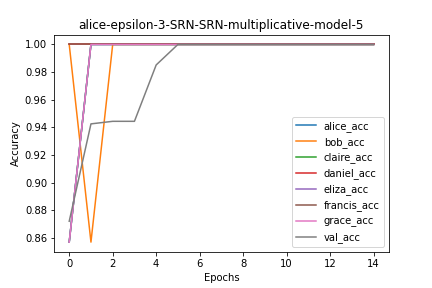 alice-epsilon-3-SRN-SRN-multiplicative-model-5
Accuracy
1.00
0.98
0.96
0.94
0.92
0.90
0.88
0.86
alice_acc
bob_acc
claire_acc
daniel_acc
eliza_acc
francis_acc
grace_acc
val_acc
0 2 4 6 8 10 12 14
Epochs